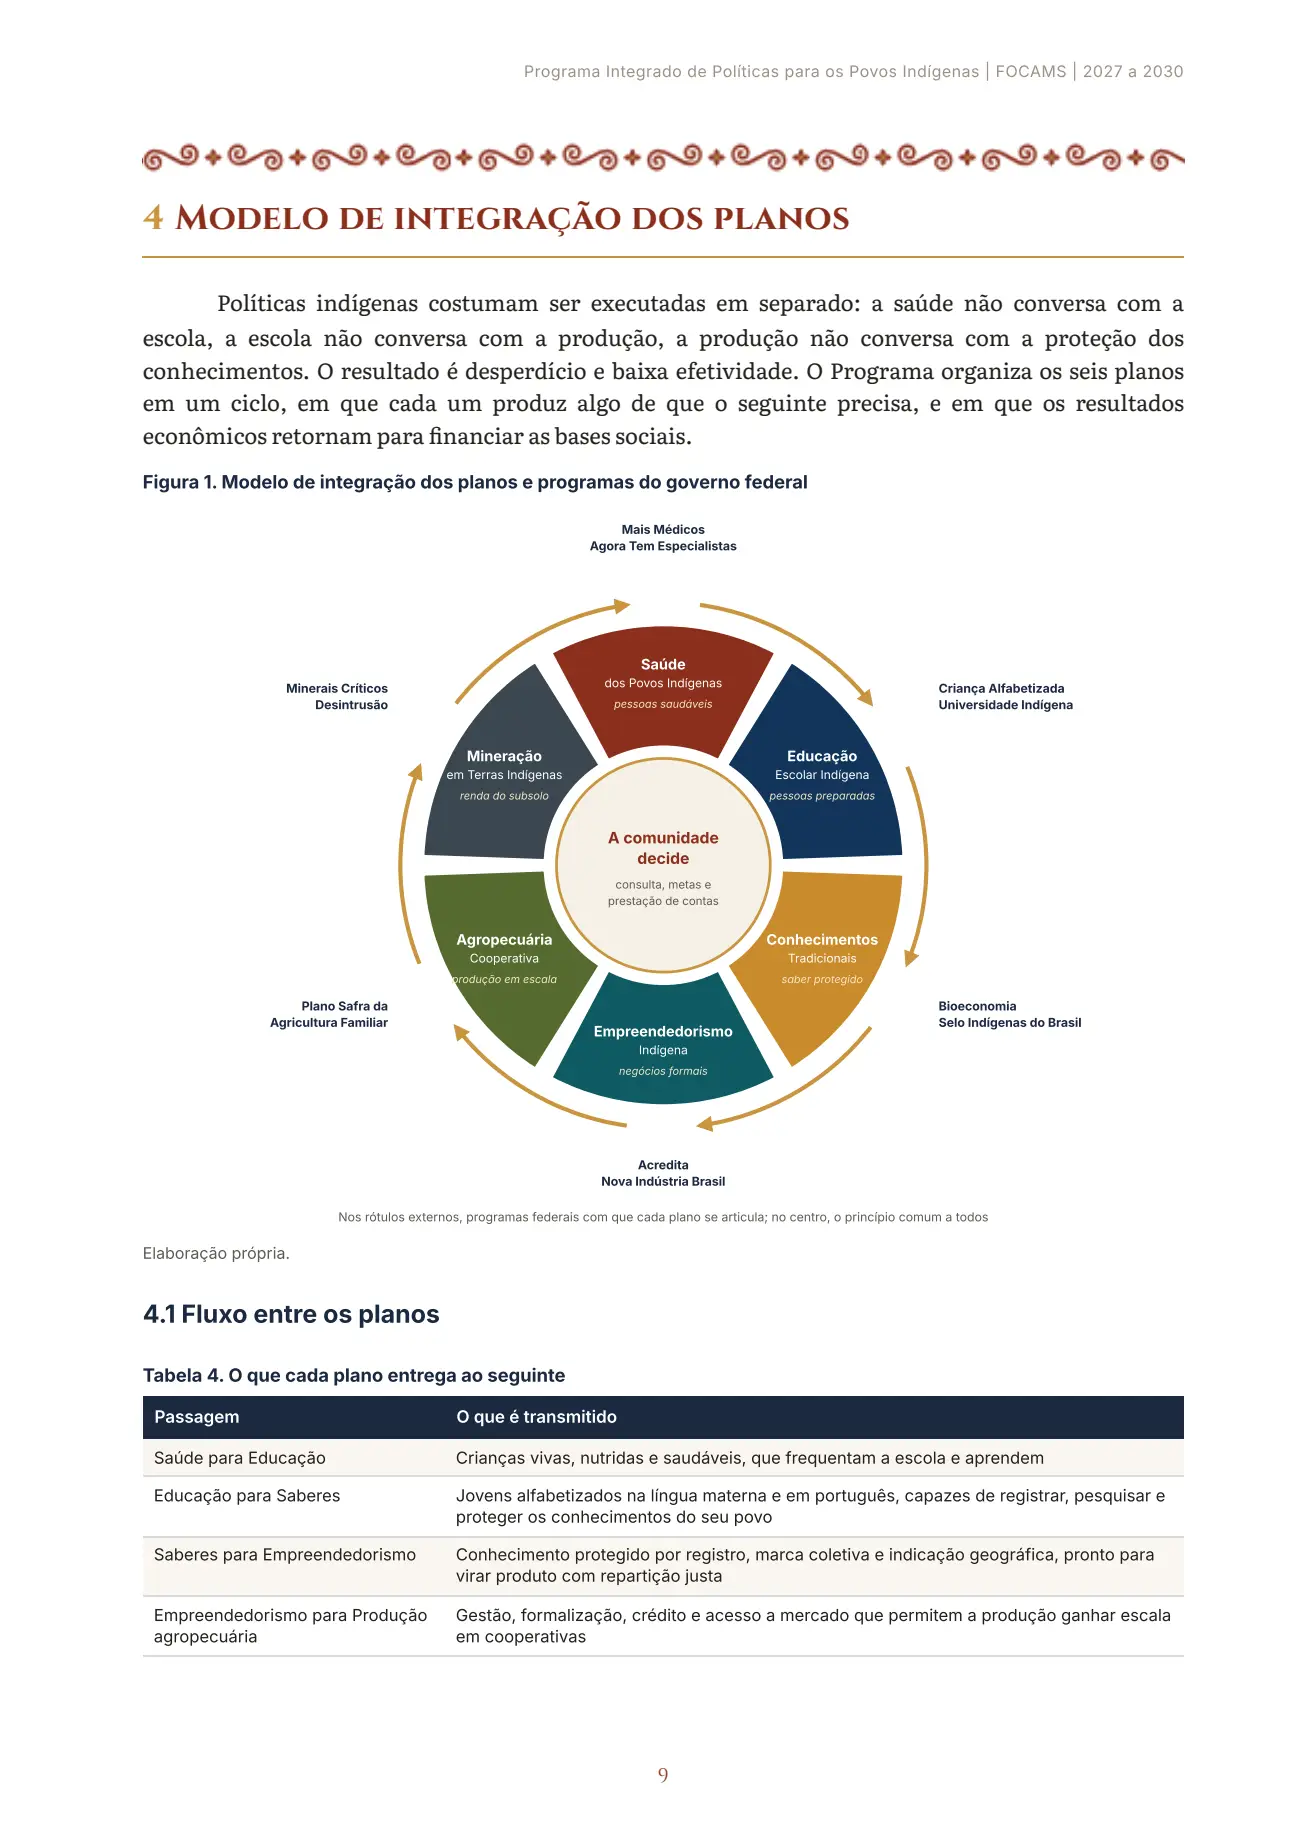 Programa Integrado de Políticas para os Povos Indígenas | FOCAMS | 2027 a 2030
4 Modelo de integração dos planos
Políticas indígenas costumam ser executadas em separado: a saúde não conversa com a
escola, a escola não conversa com a produção, a produção não conversa com a proteção dos
conhecimentos. O resultado é desperdício e baixa efetividade. O Programa organiza os seis planos
em um ciclo, em que cada um produz algo de que o seguinte precisa, e em que os resultados
econômicos retornam para financiar as bases sociais.
Figura 1. Modelo de integração dos planos e programas do governo federal
Mais Médicos
Agora Tem Especialistas
Saúde
dos Povos Indígenas
pessoas saudáveis
Criança Alfabetizada
Universidade Indígena
Educação
Escolar Indígena
pessoas preparadas
Bioeconomia
Selo Indígenas do Brasil
Conhecimentos
Tradicionais
saber protegido
Acredita
Nova Indústria Brasil
Empreendedorismo
Indígena
negócios formais
Plano Safra da
Agricultura Familiar
Agropecuária
Cooperativa
produção em escala
Minerais Críticos
Desintrusão
Mineração
em Terras Indígenas
renda do subsolo
A comunidade
decide
consulta, metas e
prestação de contas
Nos rótulos externos, programas federais com que cada plano se articula; no centro, o princípio comum a todos
Elaboração própria.
4.1 Fluxo entre os planos
Tabela 4. O que cada plano entrega ao seguinte
Passagem O que é transmitido
Saúde para Educação Crianças vivas, nutridas e saudáveis, que frequentam a escola e aprendem
Educação para Saberes Jovens alfabetizados na língua materna e em português, capazes de registrar, pesquisar e
proteger os conhecimentos do seu povo
Saberes para Empreendedorismo Conhecimento protegido por registro, marca coletiva e indicação geográfica, pronto para
virar produto com repartição justa
Empreendedorismo para Produção Gestão, formalização, crédito e acesso a mercado que permitem a produção ganhar escala
agropecuária em cooperativas
9